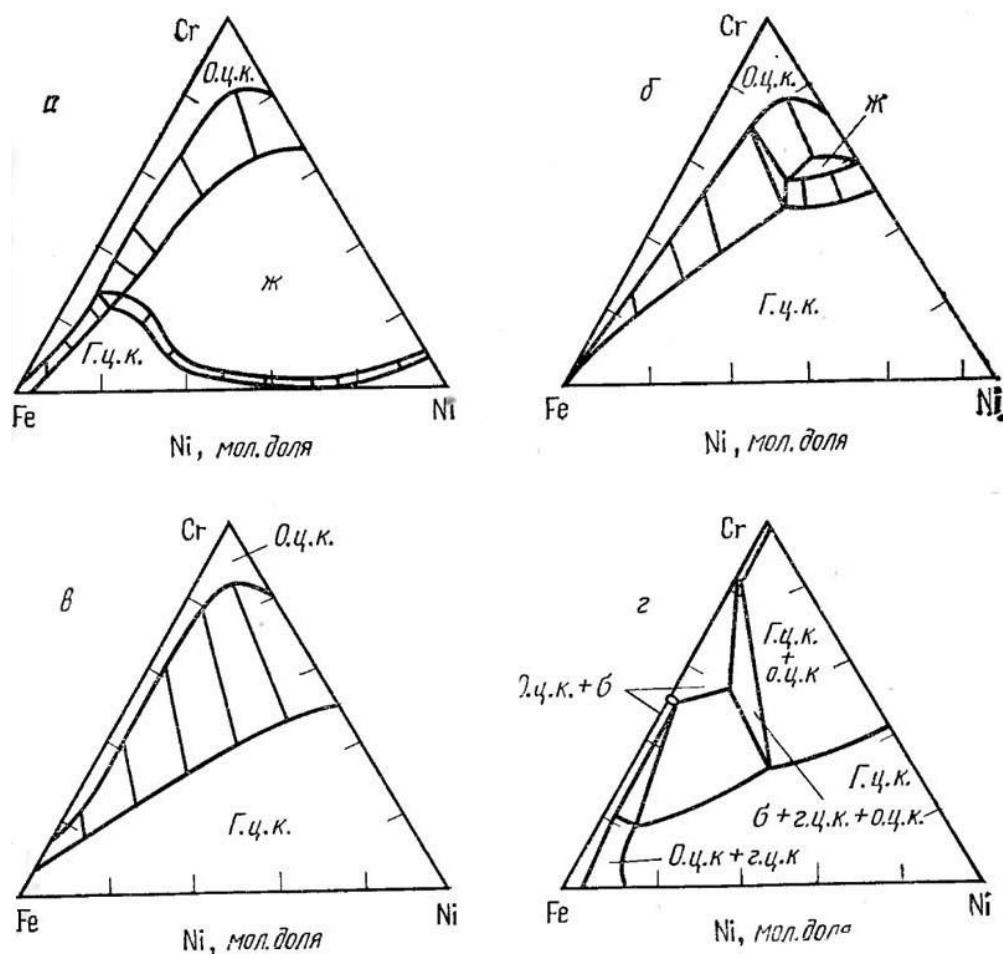 Cr
О.ц.к.
а
Ж
Г.ц.к.
Fe
Ni
Ni, мол. доля
Cr
О.ц.к.
б
Ж
Г.ц.к.
Fe
Ni
Ni, мол. доля
Cr
О.ц.к.
в
Г.ц.к.
Fe
Ni
Ni, мол. доля
Cr
г
Г.ц.к.
+
о.ц.к
О.ц.к.+б
Г.ц.к.
б+г.ц.к.+о.ц.к.
О.ц.к+г.ц.к
Fe
Ni
Ni, мол. доля